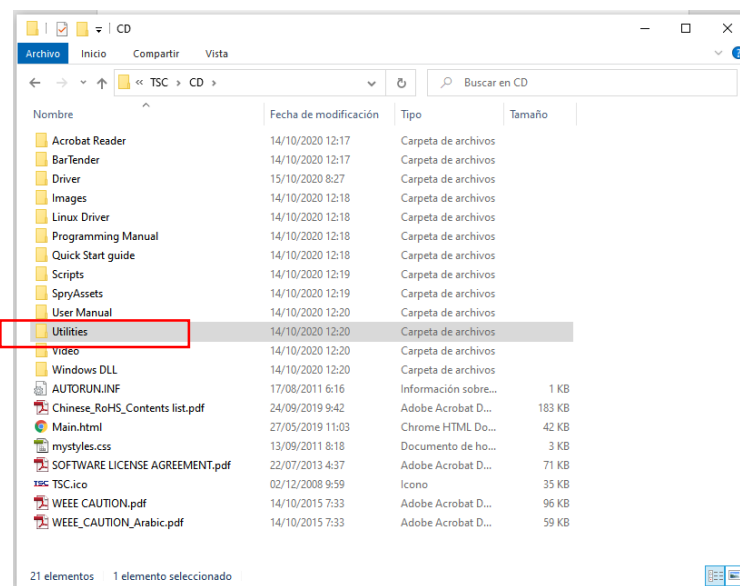 CD
Archivo Inicio Compartir Vista
« TSC › CD › Buscar en CD
Nombre Fecha de modificación Tipo Tamaño
Acrobat Reader 14/10/2020 12:17 Carpeta de archivos
BarTender 14/10/2020 12:17 Carpeta de archivos
Driver 15/10/2020 8:27 Carpeta de archivos
Images 14/10/2020 12:18 Carpeta de archivos
Linux Driver 14/10/2020 12:18 Carpeta de archivos
Programming Manual 14/10/2020 12:18 Carpeta de archivos
Quick Start guide 14/10/2020 12:18 Carpeta de archivos
Scripts 14/10/2020 12:19 Carpeta de archivos
SpryAssets 14/10/2020 12:19 Carpeta de archivos
User Manual 14/10/2020 12:20 Carpeta de archivos
Utilities 14/10/2020 12:20 Carpeta de archivos
Video 14/10/2020 12:20 Carpeta de archivos
Windows DLL 14/10/2020 12:20 Carpeta de archivos
AUTORUN.INF 17/08/2011 6:16 Información sobre... 1 KB
Chinese_RoHS_Contents list.pdf 24/09/2019 9:42 Adobe Acrobat D... 183 KB
Main.html 27/05/2019 11:03 Chrome HTML Do... 42 KB
mystyles.css 13/09/2011 8:18 Documento de ho... 3 KB
SOFTWARE LICENSE AGREEMENT.pdf 22/07/2013 4:37 Adobe Acrobat D... 71 KB
TSC TSC.ico 02/12/2008 9:59 Icono 35 KB
WEEE CAUTION.pdf 14/10/2015 7:33 Adobe Acrobat D... 96 KB
WEEE_CAUTION_Arabic.pdf 14/10/2015 7:33 Adobe Acrobat D... 59 KB
21 elementos 1 elemento seleccionado